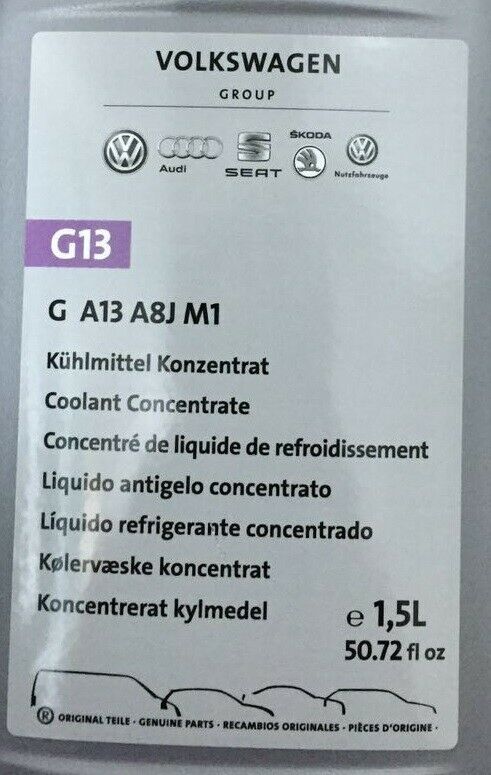 VOLKSWAGEN
GROUP
Audi
SEAT
ŠKODA
Nutzfahrzeuge
G13
G A13 A8J M1
Kühlmittel Konzentrat
Coolant Concentrate
Concentré de liquide de refroidissement
Liquido antigelo concentrato
Líquido refrigerante concentrado
Kølervæske koncentrat
Koncentrerat kylmedel
e 1,5L
50.72 fl oz
® ORIGINAL TEILE · GENUINE PARTS · RECAMBIOS ORIGINALES · PIÈCES D'ORIGINE ·